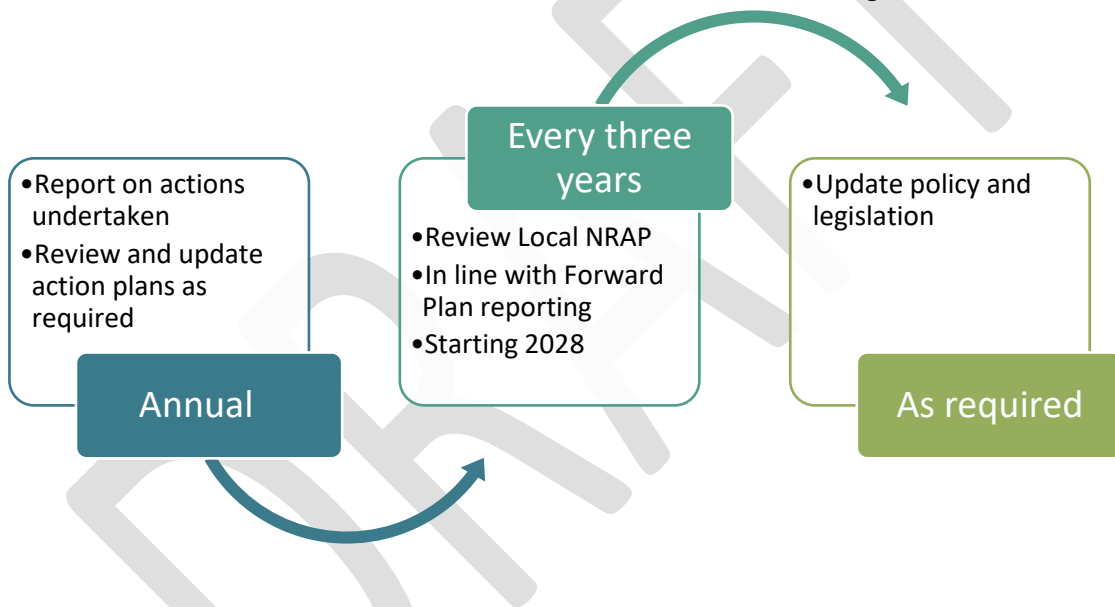 •Report on actions
undertaken
•Review and update
action plans as
required
Annual
Every three
years
•Review Local NRAP
•In line with Forward
Plan reporting
•Starting 2028
•Update policy and
legislation
As required
DRAFT